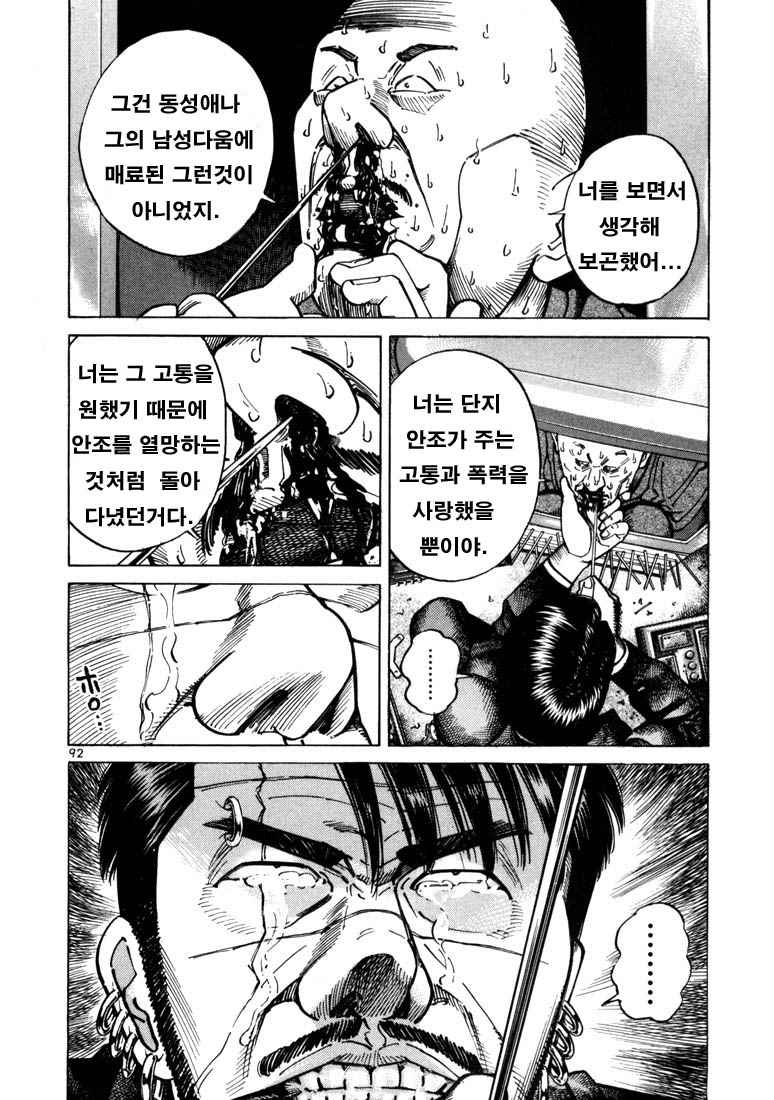 너를 보면서
생각해
보곤했어...
그건 동성애나
그의 남성다움에
매료된 그런것이
아니었지.
너는 단지
안조가 주는
고통과 폭력을
사랑했을
뿐이야.
너는 그 고통을
원했기 때문에
안조를 열망하는
것처럼 돌아
다녔던거다.
........
ポロ...
92
........